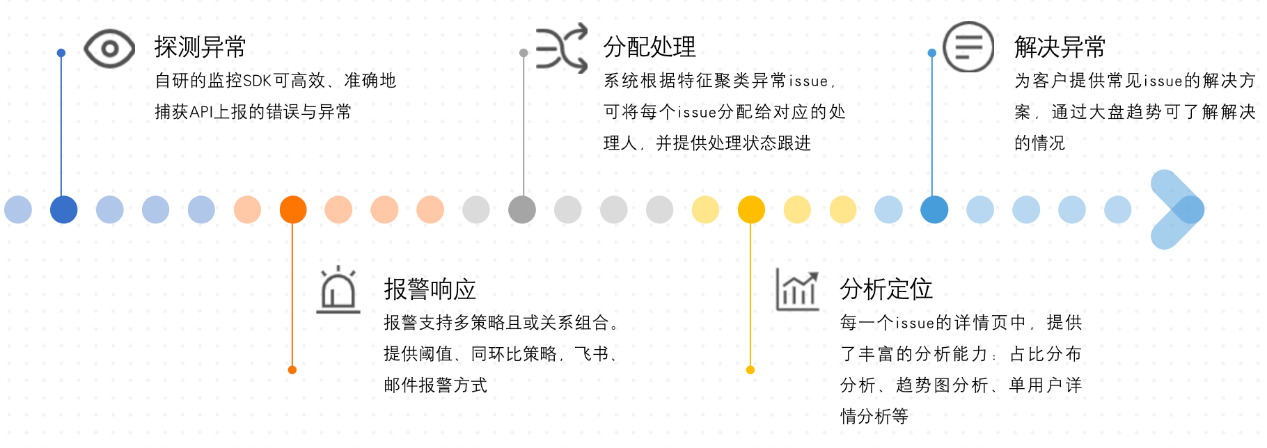 探测异常
自研的监控SDK可高效、准确地
捕获API上报的错误与异常
分配处理
系统根据特征聚类异常issue,
可将每个issue分配给对应的处
理人,并提供处理状态跟进
解决异常
为客户提供常见issue的解决方
案,通过大盘趋势可了解解决
的情况
报警响应
报警支持多策略且或关系组合。
提供阈值、同环比策略,飞书、
邮件报警方式
分析定位
每一个issue的详情页中,提供
了丰富的分析能力:占比分布
分析、趋势图分析、单用户详
情分析等